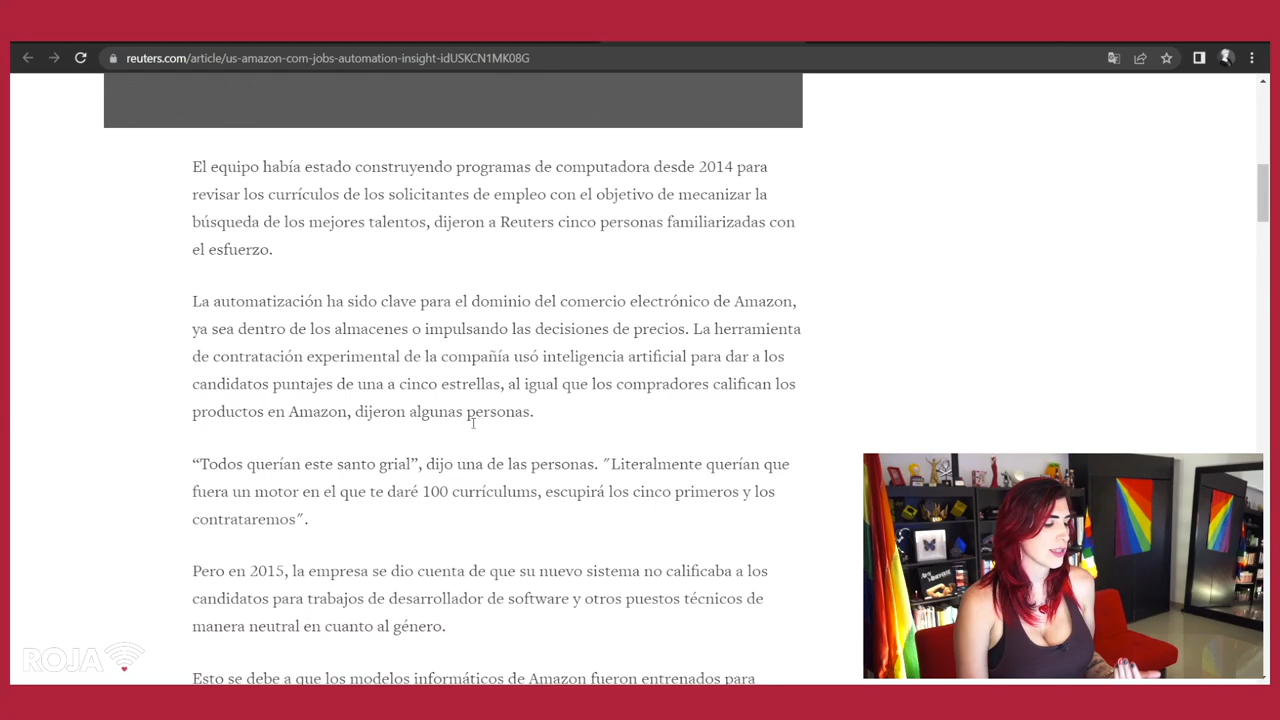 reuters.com/article/us-amazon-com-jobs-automation-insight-idUSKCN1MK08G
El equipo había estado construyendo programas de computadora desde 2014 para
revisar los currículos de los solicitantes de empleo con el objetivo de mecanizar la
búsqueda de los mejores talentos, dijeron a Reuters cinco personas familiarizadas con
el esfuerzo.
La automatización ha sido clave para el dominio del comercio electrónico de Amazon,
ya sea dentro de los almacenes o impulsando las decisiones de precios. La herramienta
de contratación experimental de la compañía usó inteligencia artificial para dar a los
candidatos puntajes de una a cinco estrellas, al igual que los compradores califican los
productos en Amazon, dijeron algunas personas.
“Todos querían este santo grial”, dijo una de las personas. "Literalmente querían que
fuera un motor en el que te daré 100 currículums, escupirá los cinco primeros y los
contrataremos".
Pero en 2015, la empresa se dio cuenta de que su nuevo sistema no calificaba a los
candidatos para trabajos de desarrollador de software y otros puestos técnicos de
manera neutral en cuanto al género.
Esto se debe a que los modelos informáticos de Amazon fueron entrenados para
ROJA